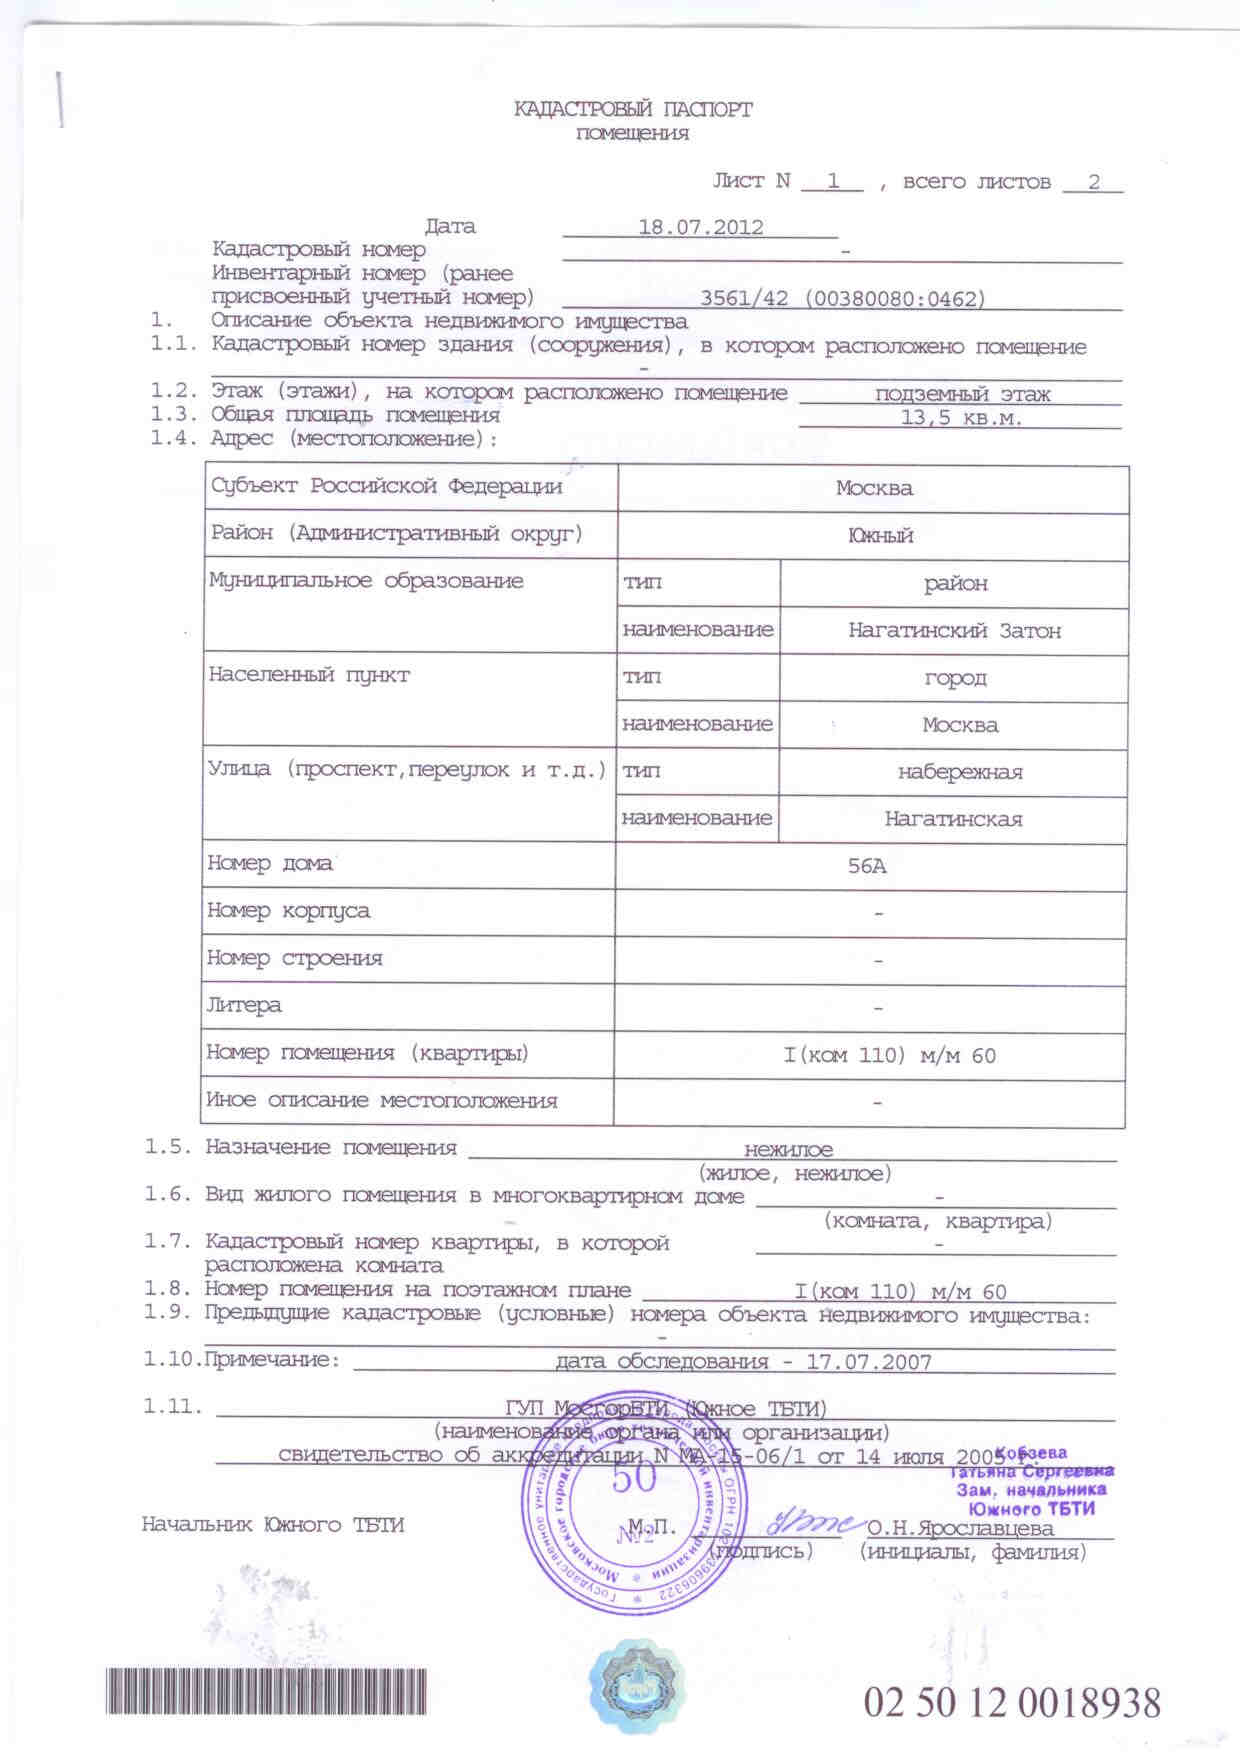 КАДАСТРОВЫЙ ПАСПОРТ
помещения
Лист N 1 , всего листов 2
Дата 18.07.2012
Кадастровый номер -
Инвентарный номер (ранее
присвоенный учетный номер) 3561/42 (00380080:0462)
1. Описание объекта недвижимого имущества
1.1. Кадастровый номер здания (сооружения), в котором расположено помещение
-
1.2. Этаж (этажи), на котором расположено помещение подземный этаж
1.3. Общая площадь помещения 13,5 кв.м.
1.4. Адрес (местоположение):
Субъект Российской Федерации Москва
Район (Административный округ) Южный
Муниципальное образование тип район
наименование Нагатинский Затон
Населенный пункт тип город
наименование Москва
Улица (проспект,переулок и т.д.) тип набережная
наименование Нагатинская
Номер дома 56А
Номер корпуса -
Номер строения -
Литера -
Номер помещения (квартиры) I(ком 110) м/м 60
Иное описание местоположения -
1.5. Назначение помещения нежилое
(жилое, нежилое)
1.6. Вид жилого помещения в многоквартирном доме -
(комната, квартира)
1.7. Кадастровый номер квартиры, в которой -
расположена комната
1.8. Номер помещения на поэтажном плане I(ком 110) м/м 60
1.9. Предыдущие кадастровые (условные) номера объекта недвижимого имущества:
-
1.10.Примечание: дата обследования - 17.07.2007
1.11. ГУП МосгорБТИ (Южное ТБТИ)
(наименование органа или организации)
свидетельство об аккредитации N МА-15-06/1 от 14 июля 2005
Кобзева
Татьяна Сергеевна
Зам. начальника
Южного ТБТИ
Начальник Южного ТБТИ М.П. О.Н.Ярославцева
(подпись) (инициалы, фамилия)
50
№2
Московское городское бюро технической инвентаризации
02 50 12 0018938